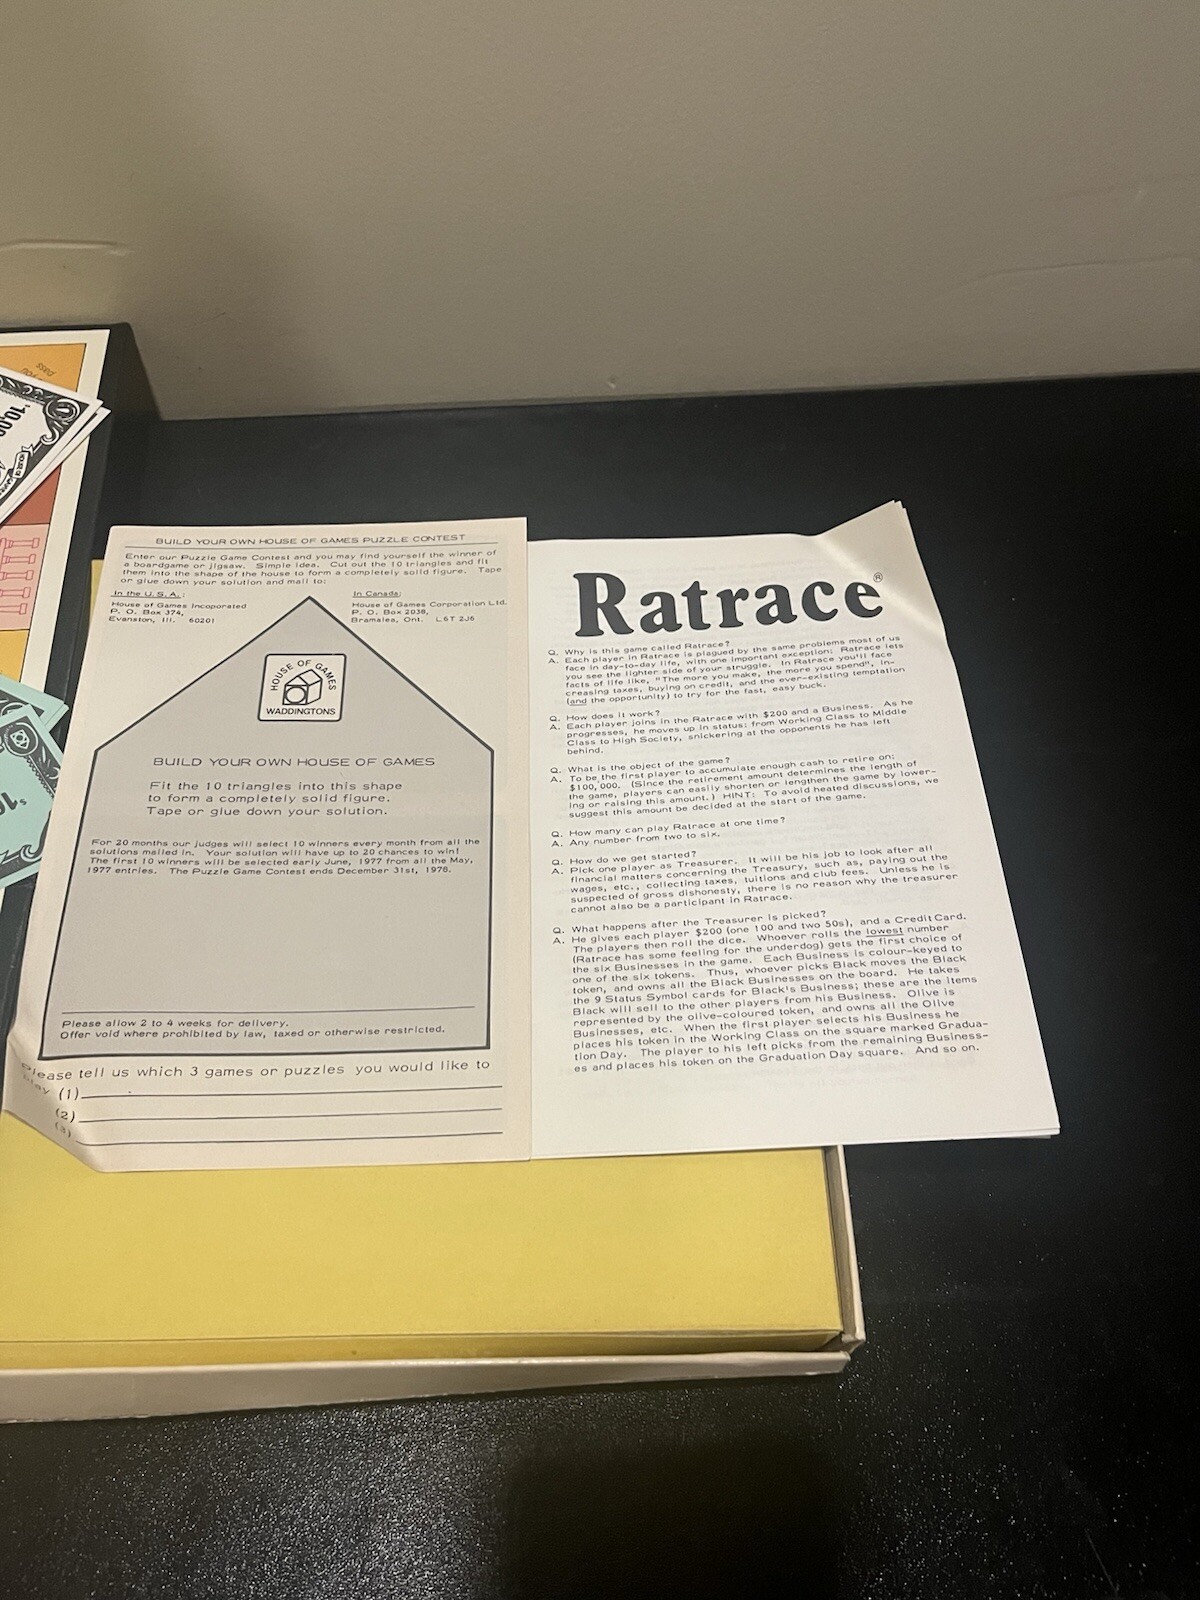 BUILD YOUR OWN HOUSE OF GAMES PUZZLE CONTEST
Enter our Puzzle Game Contest and you may find yourself the winner of
a boardgame or jigsaw. Simple idea. Cut out the 10 triangles and fit
them into the shape of the house to form a completely solid figure. Tape
or glue down your solution and mail to:
In the U.S.A.:
House of Games Incorporated
P. O. Box 374,
Evanston, Ill. 60201
In Canada:
House of Games Corporation Ltd.
P. O. Box 2038,
Bramalea, Ont. L6T 2J6
HOUSE OF GAMES
WADDINGTONS
BUILD YOUR OWN HOUSE OF GAMES
Fit the 10 triangles into this shape
to form a completely solid figure.
Tape or glue down your solution.
For 20 months our judges will select 10 winners every month from all the
solutions mailed in. Your solution will have up to 20 chances to win!
The first 10 winners will be selected early June, 1977 from all the May,
1977 entries. The Puzzle Game Contest ends December 31st, 1978.
Please allow 2 to 4 weeks for delivery.
Offer void where prohibited by law, taxed or otherwise restricted.
Please tell us which 3 games or puzzles you would like to
play (1)
(2)
(3)
Ratrace®
Q. Why is this game called Ratrace?
A. Each player in Ratrace is plagued by the same problems most of us
face in day-to-day life, with one important exception: Ratrace lets
you see the lighter side of your struggle. In Ratrace you'll face
facts of life like, "The more you make, the more you spend", in-
creasing taxes, buying on credit, and the ever-existing temptation
(and the opportunity) to try for the fast, easy buck.
Q. How does it work?
A. Each player joins in the Ratrace with $200 and a Business. As he
progresses, he moves up in status: from Working Class to Middle
Class to High Society, snickering at the opponents he has left
behind.
Q. What is the object of the game?
A. To be the first player to accumulate enough cash to retire on:
$100,000. (Since the retirement amount determines the length of
the game, players can easily shorten or lengthen the game by lower-
ing or raising this amount.) HINT: To avoid heated discussions, we
suggest this amount be decided at the start of the game.
Q. How many can play Ratrace at one time?
A. Any number from two to six.
Q. How do we get started?
A. Pick one player as Treasurer. It will be his job to look after all
financial matters concerning the Treasury, such as, paying out the
wages, etc., collecting taxes, tuitions and club fees. Unless he is
suspected of gross dishonesty, there is no reason why the treasurer
cannot also be a participant in Ratrace.
Q. What happens after the Treasurer is picked?
A. He gives each player $200 (one 100 and two 50s), and a Credit Card.
The players then roll the dice. Whoever rolls the lowest number
(Ratrace has some feeling for the underdog) gets the first choice of
the six Businesses in the game. Each Business is colour-keyed to
one of the six tokens. Thus, whoever picks Black moves the Black
token, and owns all the Black Businesses on the board. He takes
the 9 Status Symbol cards for Black's Business; these are the items
Black will sell to the other players from his Business. Olive is
represented by the olive-coloured token, and owns all the Olive
Businesses, etc. When the first player selects his Business he
places his token in the Working Class on the square marked Gradua-
tion Day. The player to his left picks from the remaining Business-
es and places his token on the Graduation Day square. And so on.